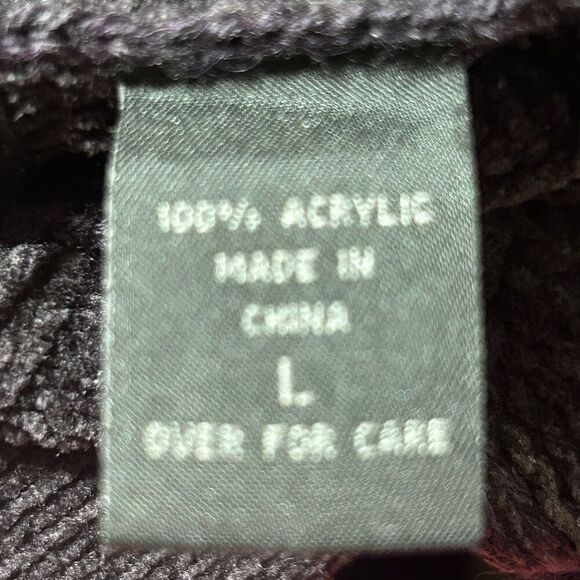 100% ACRYLIC
MADE IN
CHINA
L
OVER FOR CARE